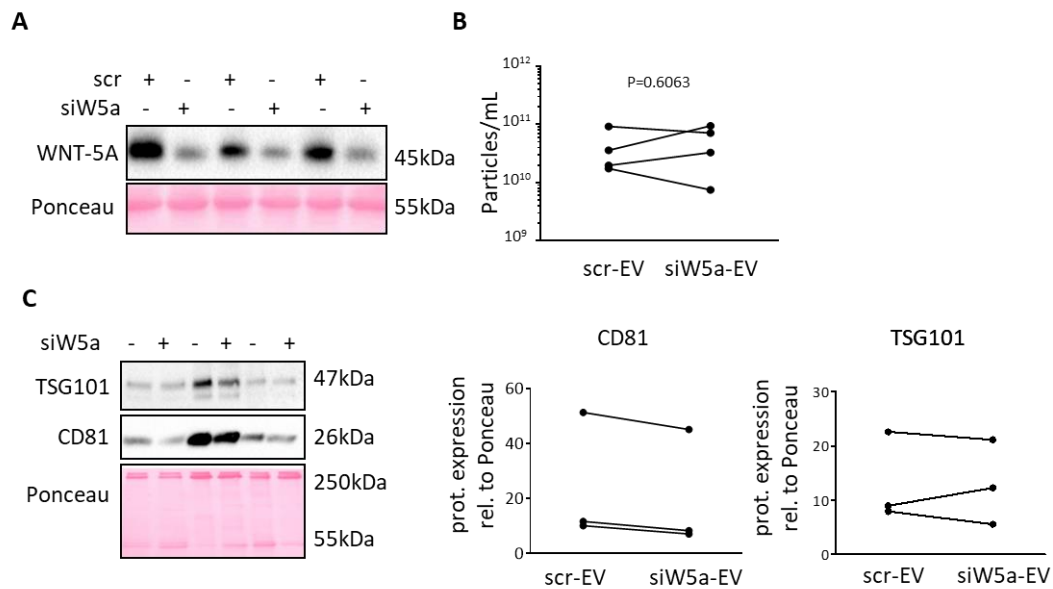 A
scr + - + - + -
siW5a - + - + - +
WNT-5A 45kDa
Ponceau 55kDa
B
10¹²
P=0.6063
10¹¹
10¹⁰
10⁹
Particles/mL
scr-EV siW5a-EV
C
siW5a - + - + - +
TSG101 47kDa
CD81 26kDa
Ponceau 250kDa
55kDa
CD81
60
40
20
0
prot. expression
rel. to Ponceau
scr-EV siW5a-EV
TSG101
30
20
10
0
prot. expression
rel. to Ponceau
scr-EV siW5a-EV